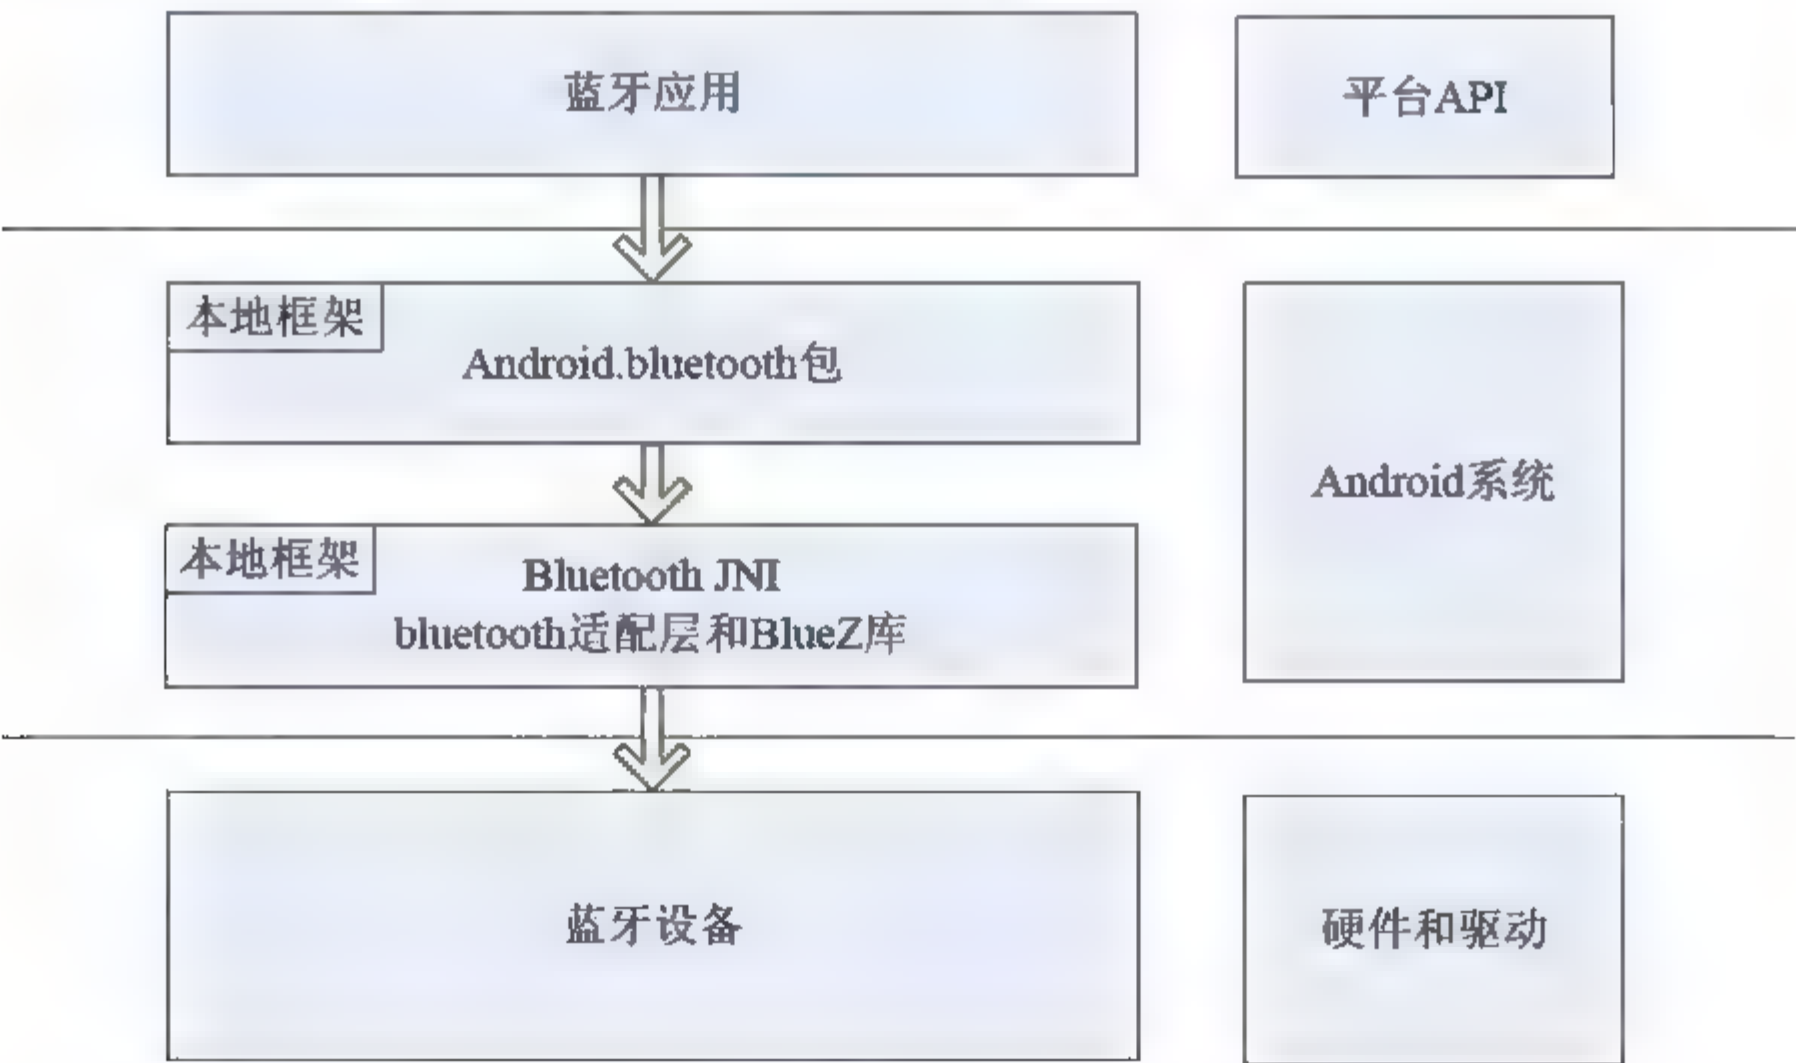 蓝牙应用
平台API
本地框架
Android.bluetooth包
Android系统
本地框架
Bluetooth JNI
bluetooth适配层和BlueZ库
蓝牙设备
硬件和驱动